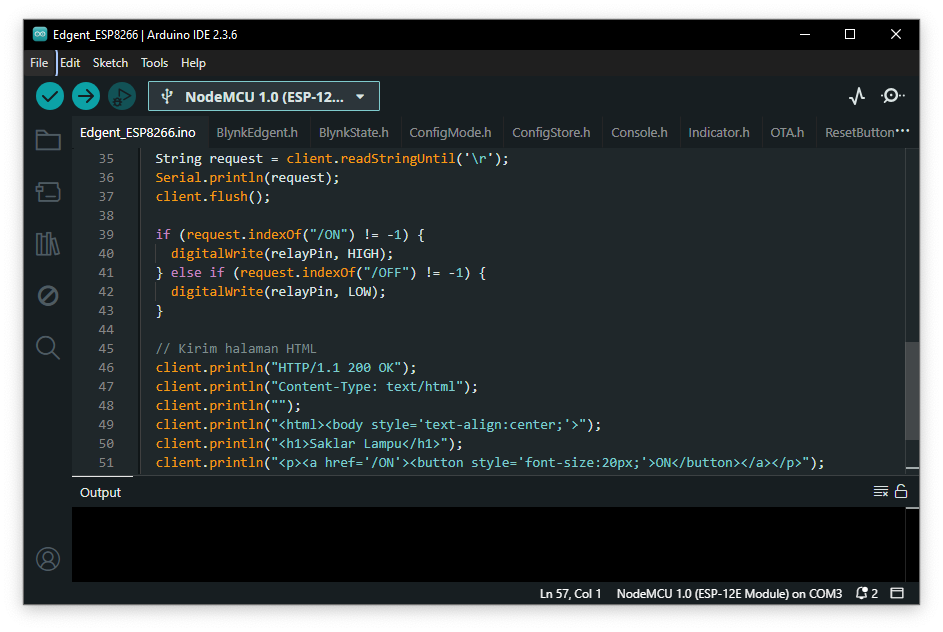 Edgent_ESP8266 | Arduino IDE 2.3.6
File Edit Sketch Tools Help
NodeMCU 1.0 (ESP-12...
Edgent_ESP8266.ino BlynkEdgent.h BlynkState.h ConfigMode.h ConfigStore.h Console.h Indicator.h OTA.h ResetButton
35 String request = client.readStringUntil('\r');
36 Serial.println(request);
37 client.flush();
38
39 if (request.indexOf("/ON") != -1) {
40 digitalWrite(relayPin, HIGH);
41 } else if (request.indexOf("/OFF") != -1) {
42 digitalWrite(relayPin, LOW);
43 }
44
45 // Kirim halaman HTML
46 client.println("HTTP/1.1 200 OK");
47 client.println("Content-Type: text/html");
48 client.println("");
49 client.println("<html><body style='text-align:center;'>");
50 client.println("<h1>Saklar Lampu</h1>");
51 client.println("<p><a href='/ON'><button style='font-size:20px;'>ON</button></a></p>");
Output
Ln 57, Col 1 NodeMCU 1.0 (ESP-12E Module) on COM3 2